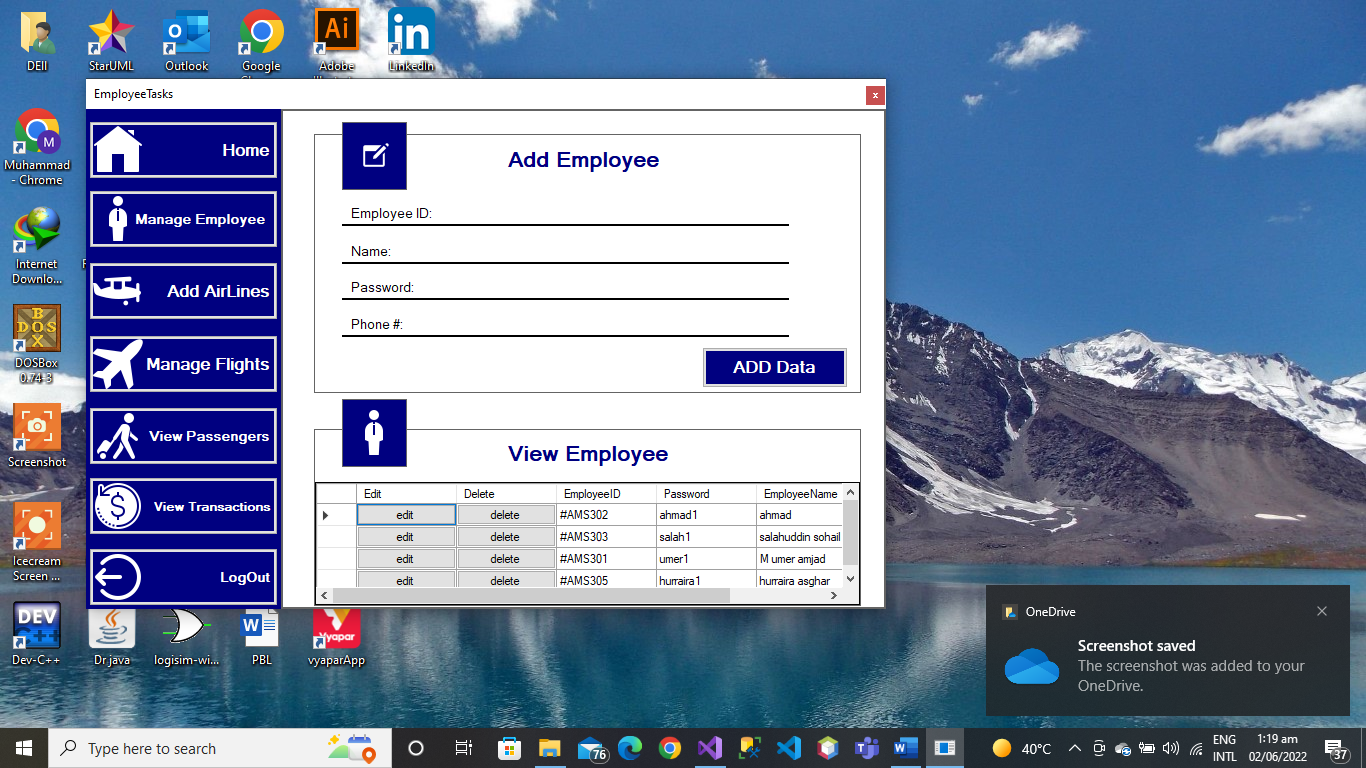 DEll
StarUML
Outlook
Google
Ai
Adobe
in
LinkedIn
EmployeeTasks
x
M
Muhammad
- Chrome
Internet
Downlo...
B
DOS
X
DOSBox
0.74-3
Screenshot
Icecream
Screen ...
DEV
C++
Dev-C++
Dr.java
logisim-wi...
W
PBL
Vyapar
vyaparApp
Home
Manage Employee
Add AirLines
Manage Flights
View Passengers
$
View Transactions
LogOut
Add Employee
Employee ID:
Name:
Password:
Phone #:
ADD Data
View Employee
Edit Delete EmployeeID Password EmployeeName
edit delete #AMS302 ahmad1 ahmad
edit delete #AMS303 salah1 salahuddin sohail
edit delete #AMS301 umer1 M umer amjad
edit delete #AMS305 hurraira1 hurraira asghar
OneDrive
Screenshot saved
The screenshot was added to your
OneDrive.
Type here to search
76
40°C
ENG
INTL
1:19 am
02/06/2022
37